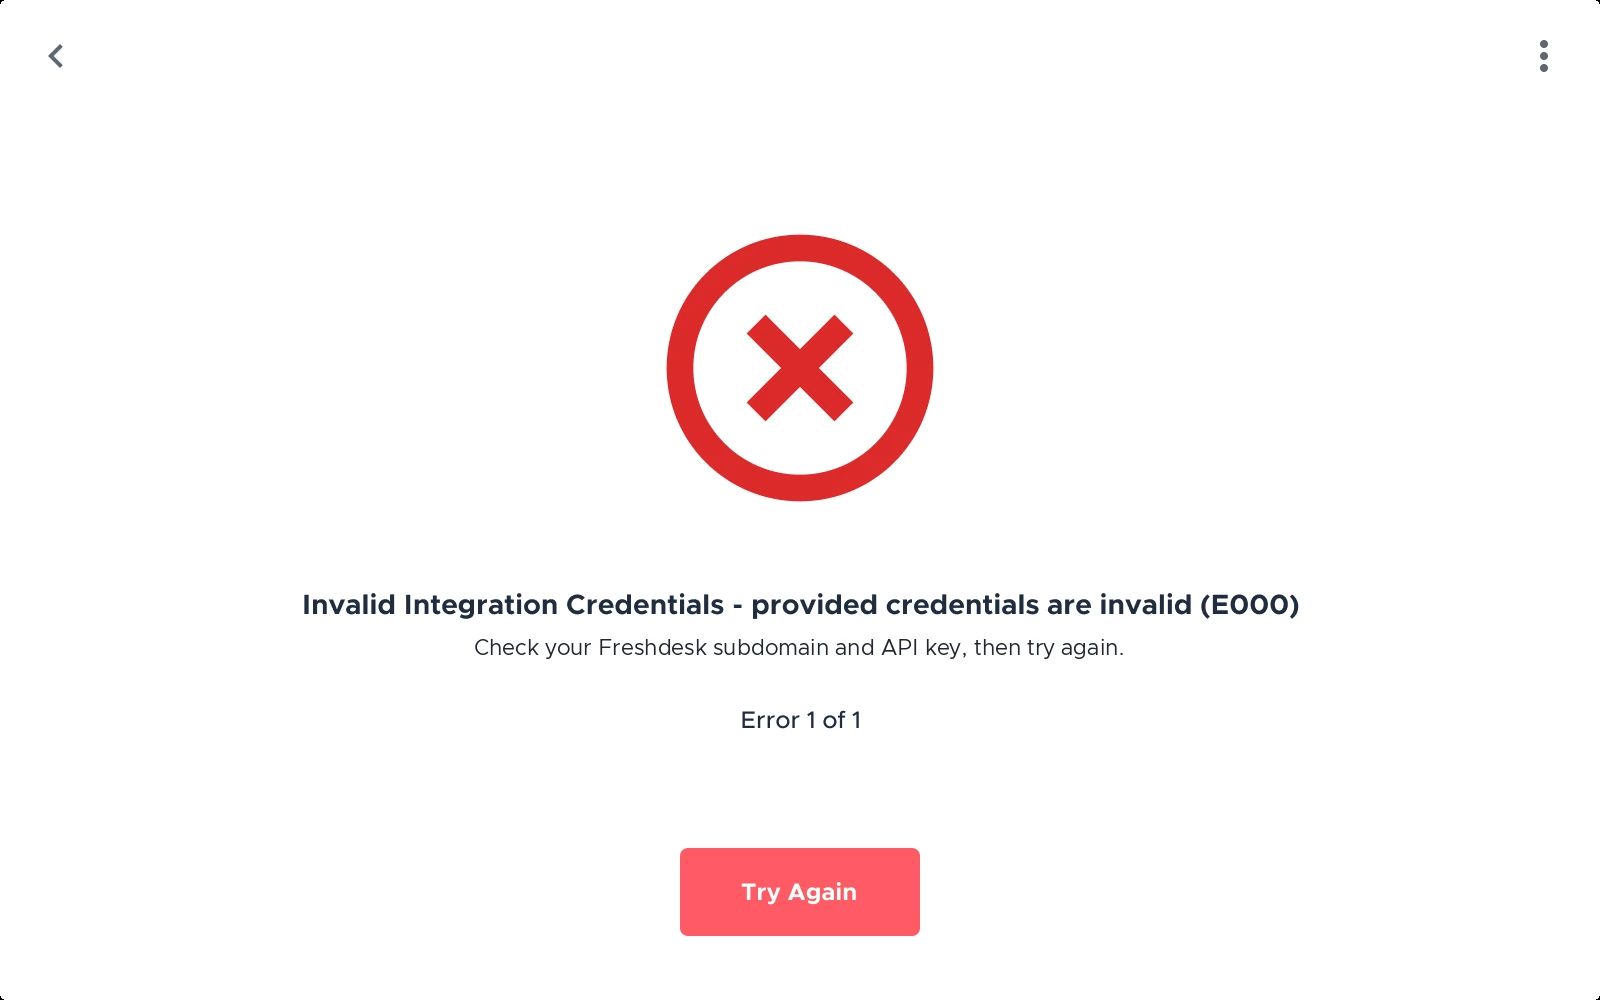 Invalid Integration Credentials - provided credentials are invalid (E000)
Check your Freshdesk subdomain and API key, then try again.
Error 1 of 1
Try Again